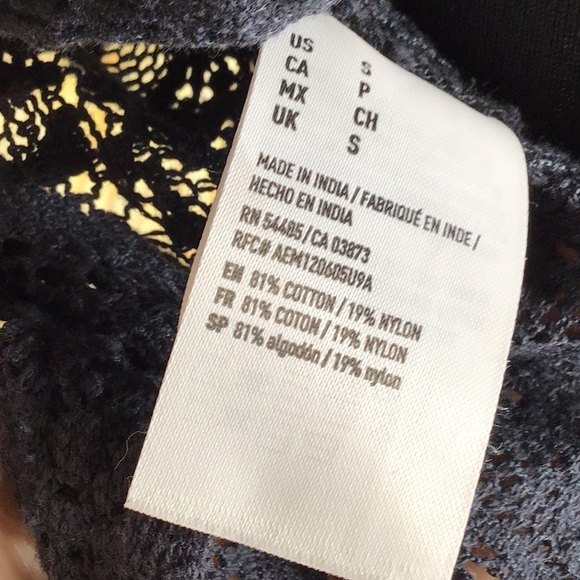 US S
CA P
MX CH
UK S
MADE IN INDIA / FABRIQUÉ EN INDE /
HECHO EN INDIA
RN 54485/CA 03873
RFC# AEM120605U9A
EN 81% COTTON / 19% NYLON
FR 81% COTON / 19% NYLON
SP 81% algodón / 19% nylon